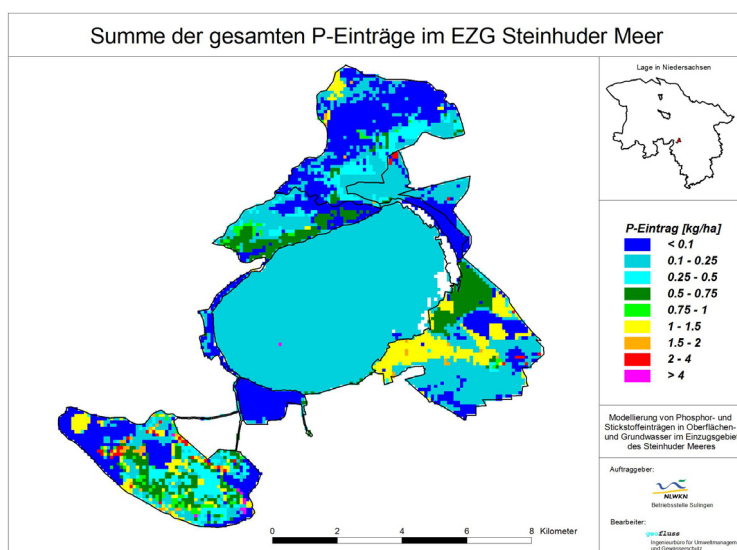 Summe der gesamten P-Einträge im EZG Steinhuder Meer
Lage in Niedersachsen
P-Eintrag [kg/ha]
< 0.1
0.1 - 0.25
0.25 - 0.5
0.5 - 0.75
0.75 - 1
1 - 1.5
1.5 - 2
2 - 4
> 4
Modellierung von Phosphor- und
Stickstoffeinträgen in Oberflächen-
und Grundwasser im Einzugsgebiet
des Steinhuder Meeres
Auftraggeber:
NLWKN
Betriebsstelle Sulingen
Bearbeiter:
geofluss
Ingenieurbüro für Umweltmanagem
und Gewässerschutz
0 2 4 6 8 Kilometer